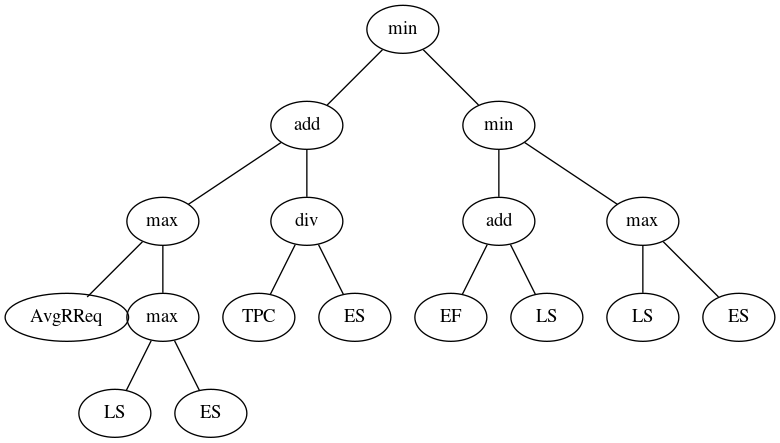 min
add min
max div add max
AvgRReq max TPC ES EF LS LS ES
LS ES